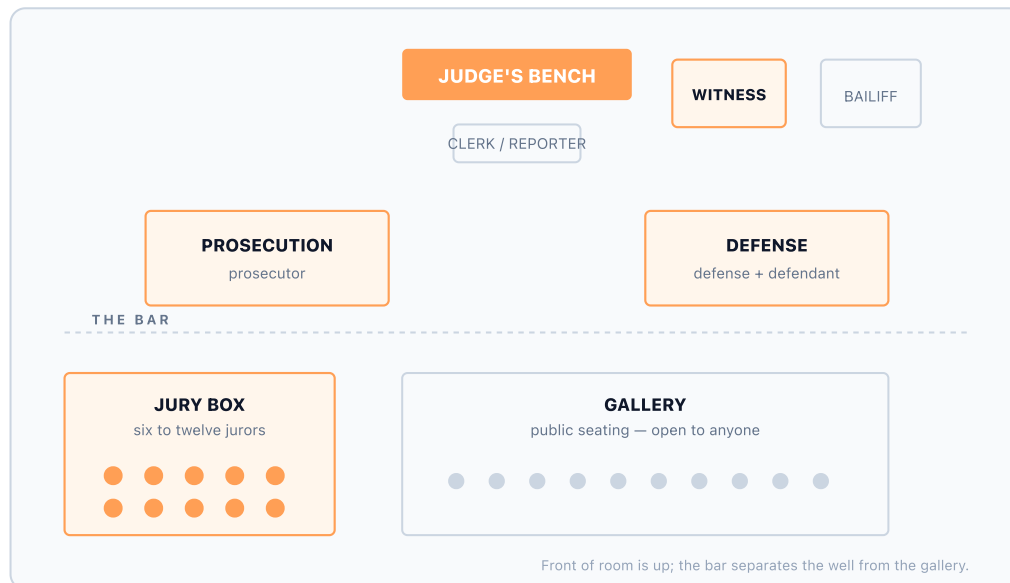 JUDGE'S BENCH
WITNESS
BAILIFF
CLERK / REPORTER
PROSECUTION
prosecutor
DEFENSE
defense + defendant
THE BAR
JURY BOX
six to twelve jurors
GALLERY
public seating — open to anyone
Front of room is up; the bar separates the well from the gallery.